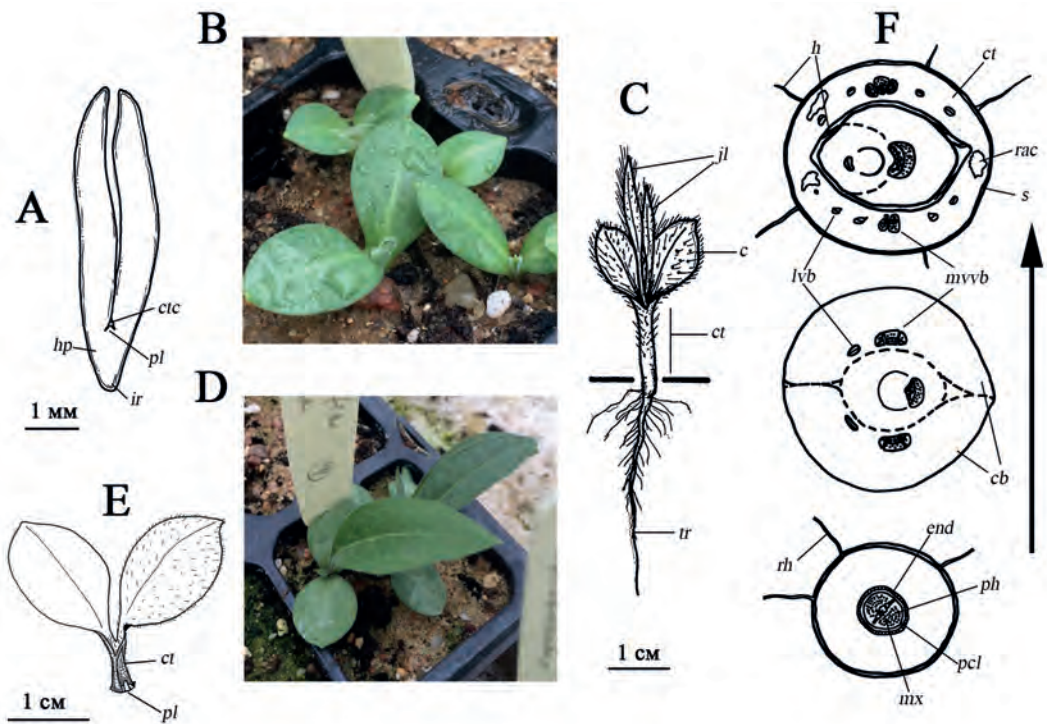 A
ctc
hp
pl
ir
1 мм
B
C
jl
c
ct
tr
1 см
D
E
ct
pl
1 см
F
h
ct
rac
s
lvb
mvvb
cb
rh
end
ph
pcl
mx